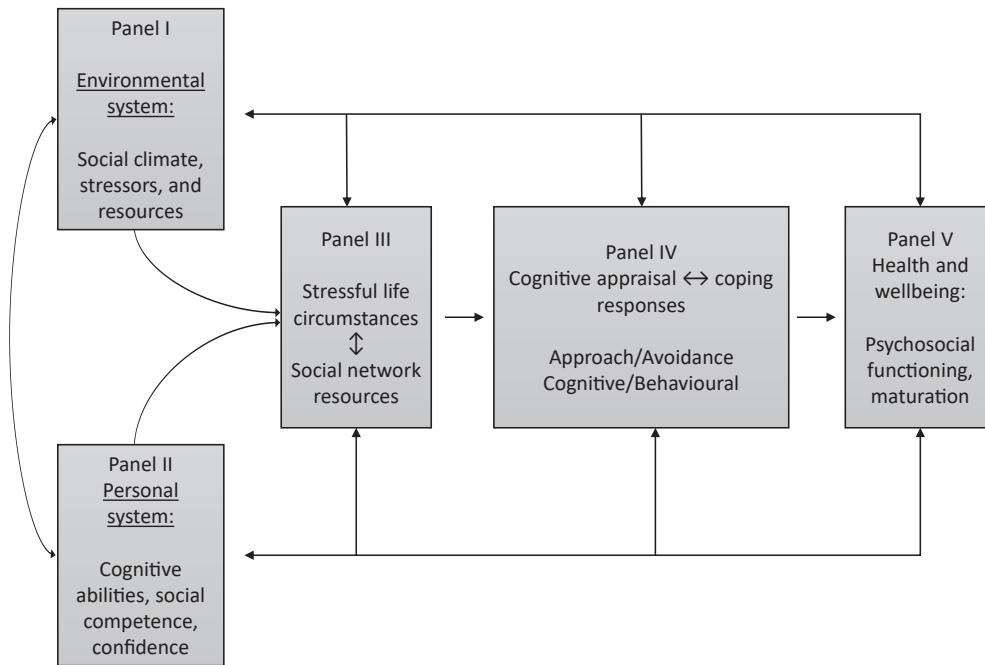 Panel I
Environmental
system:
Social climate,
stressors, and
resources
Panel II
Personal
system:
Cognitive
abilities, social
competence,
confidence
Panel III
Stressful life
circumstances
↕
Social network
resources
Panel IV
Cognitive appraisal ↔ coping
responses
Approach/Avoidance
Cognitive/Behavioural
Panel V
Health and
wellbeing:
Psychosocial
functioning,
maturation